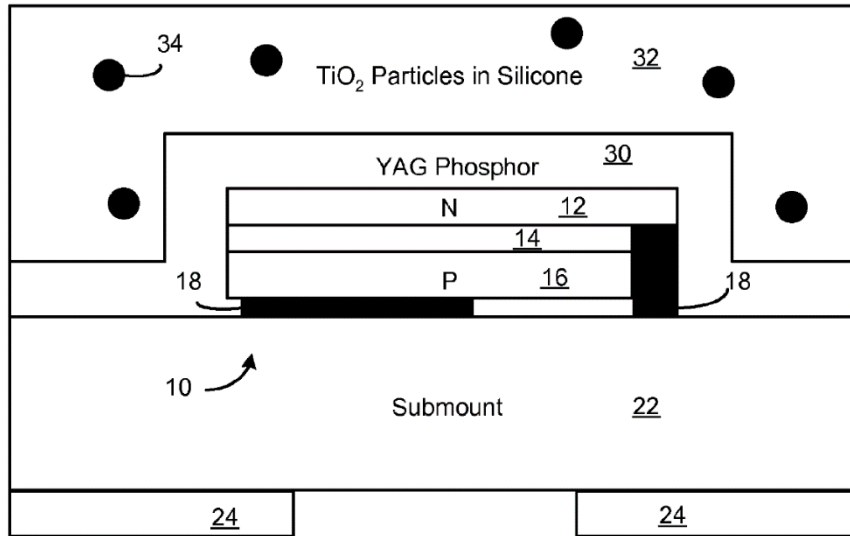 34
32
TiO₂ Particles in Silicone
30
YAG Phosphor
N 12
14
18 P 16 18
10
Submount 22
24 24